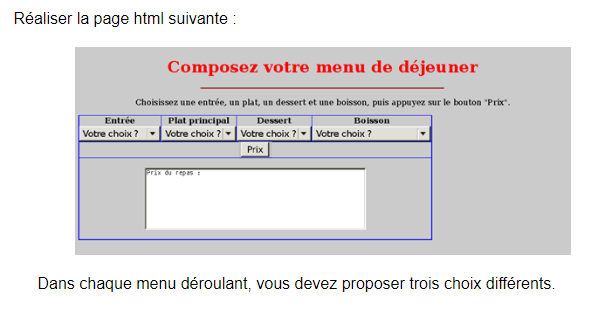 Réaliser la page html suivante :
Composez votre menu de déjeuner
Choisissez une entrée, un plat, un dessert et une boisson, puis appuyez sur le bouton "Prix".
Entrée Plat principal Dessert Boisson
Votre choix ? Votre choix ? Votre choix ? Votre choix ?
Prix
Prix du repas :
Dans chaque menu déroulant, vous devez proposer trois choix différents.